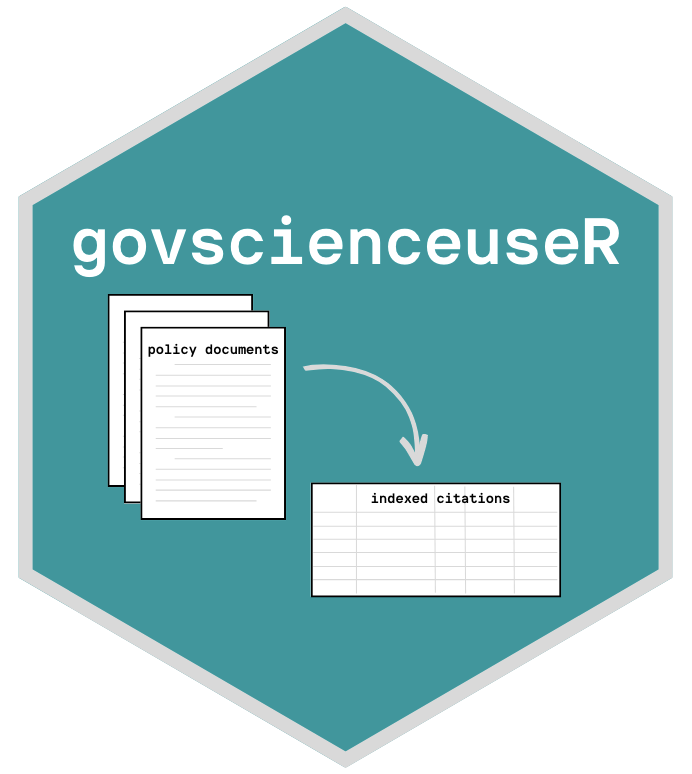 govscienceuseR
policy documents
indexed citations